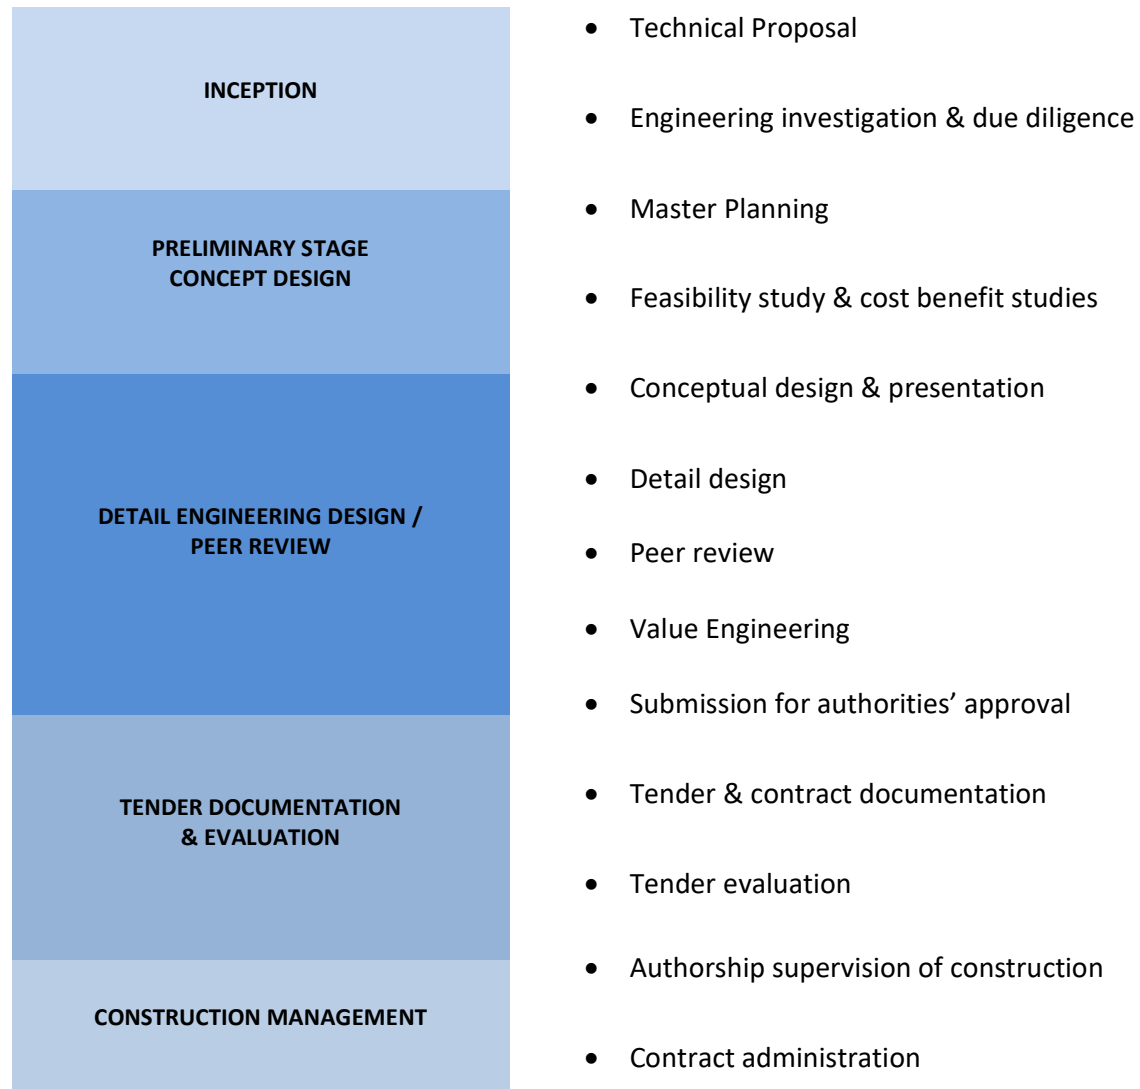 INCEPTION
• Technical Proposal
• Engineering investigation & due diligence
PRELIMINARY STAGE
CONCEPT DESIGN
• Master Planning
• Feasibility study & cost benefit studies
DETAIL ENGINEERING DESIGN /
PEER REVIEW
• Conceptual design & presentation
• Detail design
• Peer review
• Value Engineering
• Submission for authorities’ approval
TENDER DOCUMENTATION
& EVALUATION
• Tender & contract documentation
• Tender evaluation
CONSTRUCTION MANAGEMENT
• Authorship supervision of construction
• Contract administration